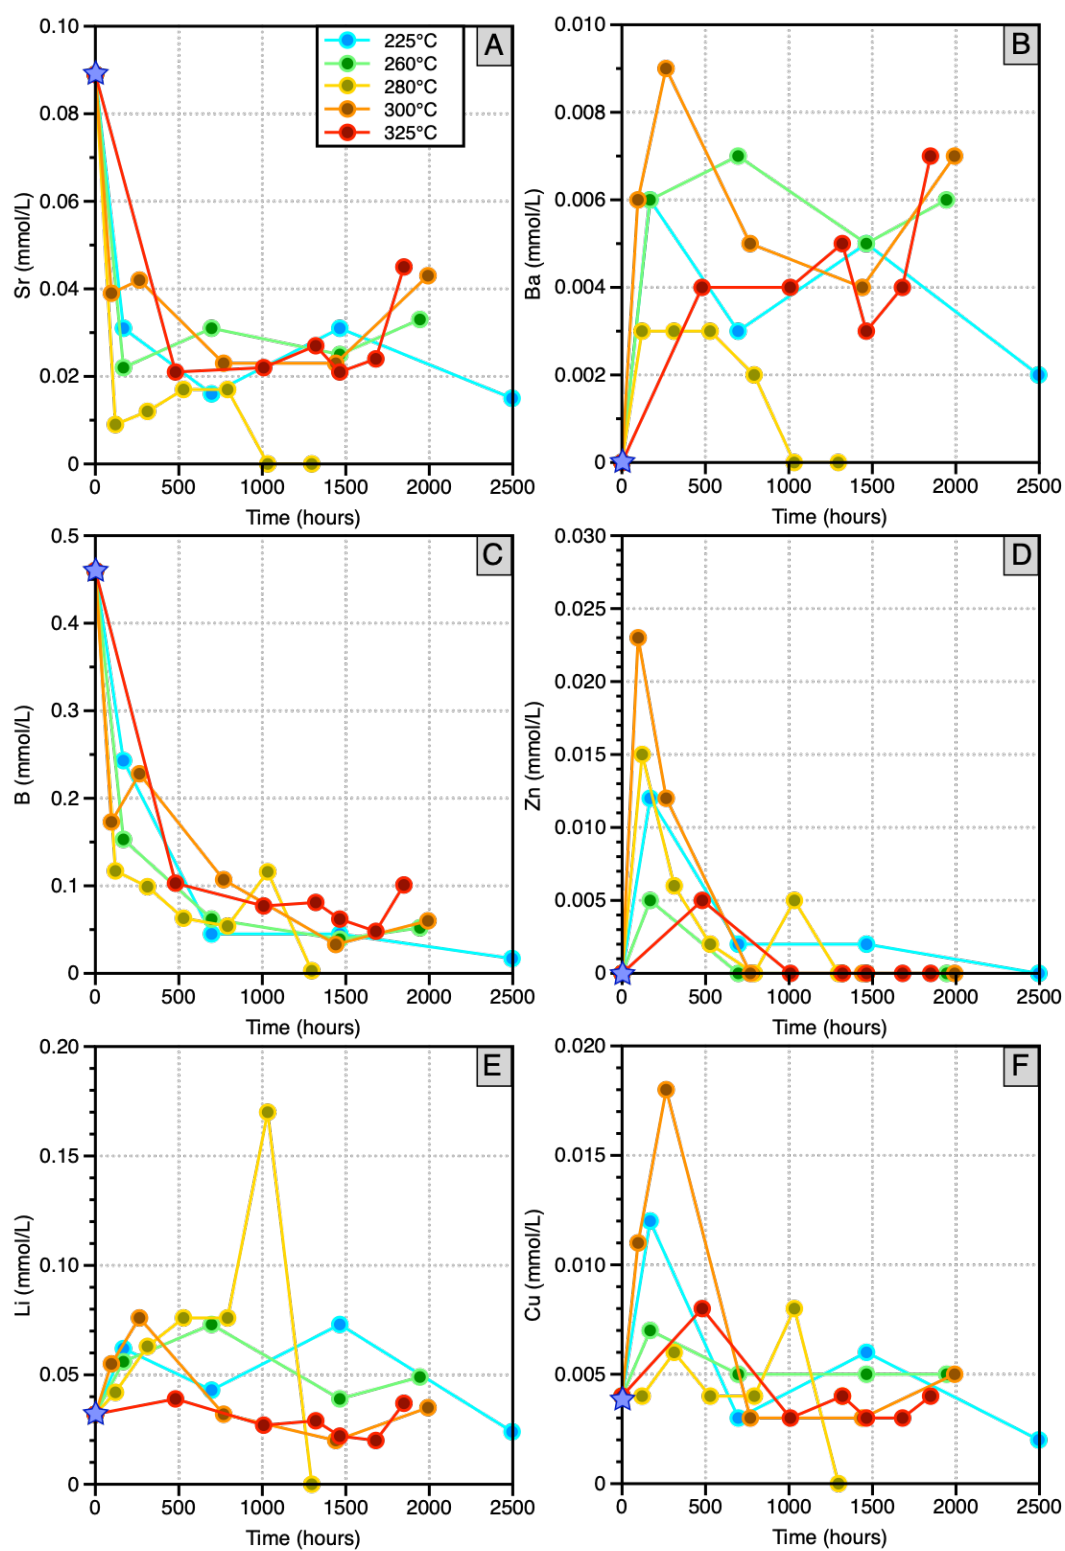 A
225°C
260°C
280°C
300°C
325°C
0.10
0.08
0.06
0.04
0.02
0
Sr (mmol/L)
0 500 1000 1500 2000 2500
Time (hours)
B
0.010
0.008
0.006
0.004
0.002
0
Ba (mmol/L)
0 500 1000 1500 2000 2500
Time (hours)
C
0.5
0.4
0.3
0.2
0.1
0
B (mmol/L)
0 500 1000 1500 2000 2500
Time (hours)
D
0.030
0.025
0.020
0.015
0.010
0.005
0
Zn (mmol/L)
0 500 1000 1500 2000 2500
Time (hours)
E
0.20
0.15
0.10
0.05
0
Li (mmol/L)
0 500 1000 1500 2000 2500
Time (hours)
F
0.020
0.015
0.010
0.005
0
Cu (mmol/L)
0 500 1000 1500 2000 2500
Time (hours)